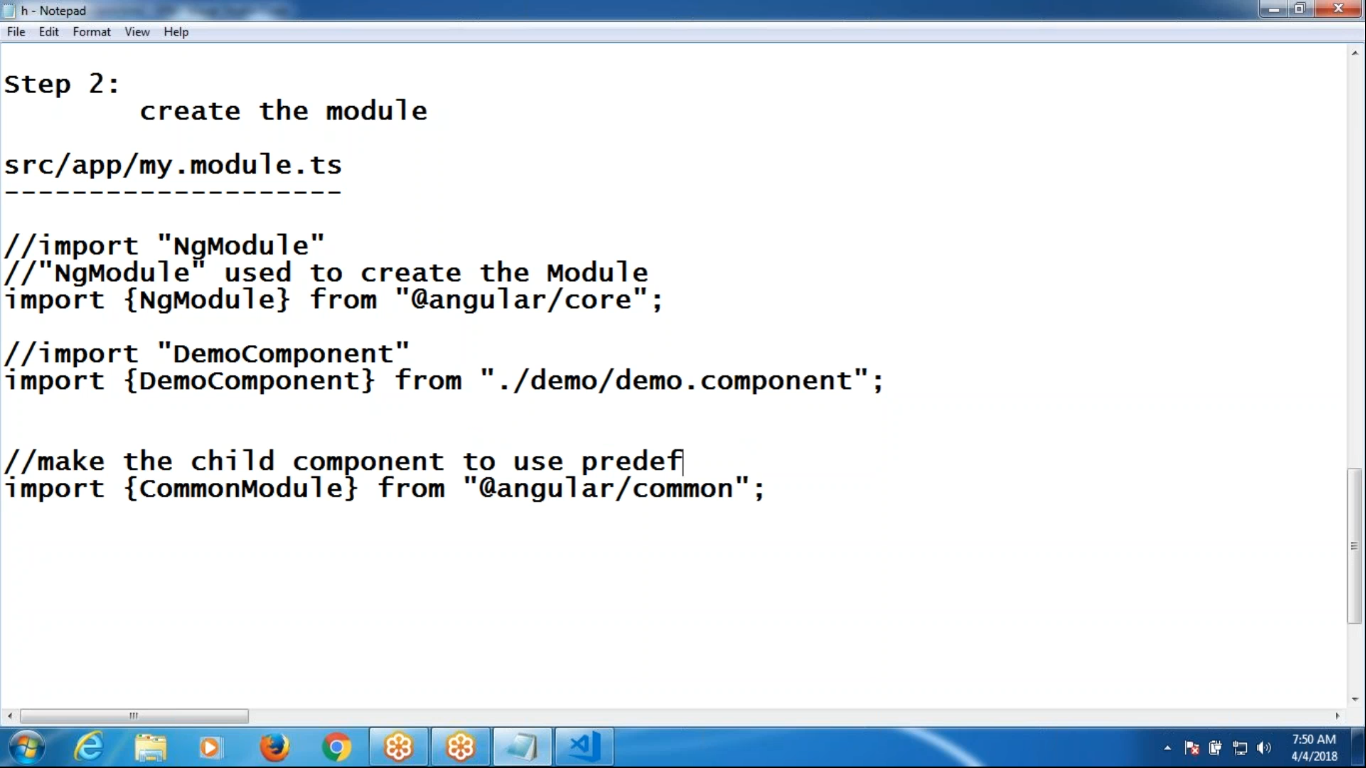 h - Notepad
File Edit Format View Help
Step 2:
create the module
src/app/my.module.ts
--------------------
//import "NgModule"
//"NgModule" used to create the Module
import {NgModule} from "@angular/core";
//import "DemoComponent"
import {DemoComponent} from "./demo/demo.component";
//make the child component to use predef
import {CommonModule} from "@angular/common";
7:50 AM
4/4/2018